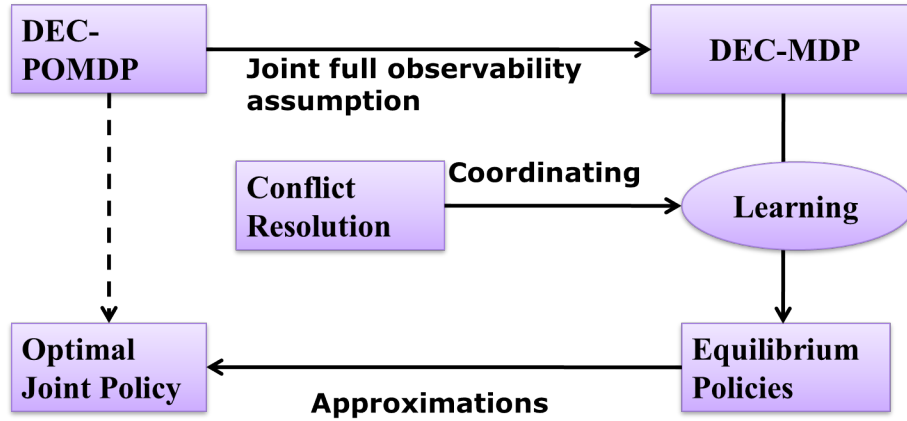 DEC-
POMDP
DEC-MDP
Joint full observability
assumption
Conflict
Resolution
Coordinating
Learning
Optimal
Joint Policy
Equilibrium
Policies
Approximations